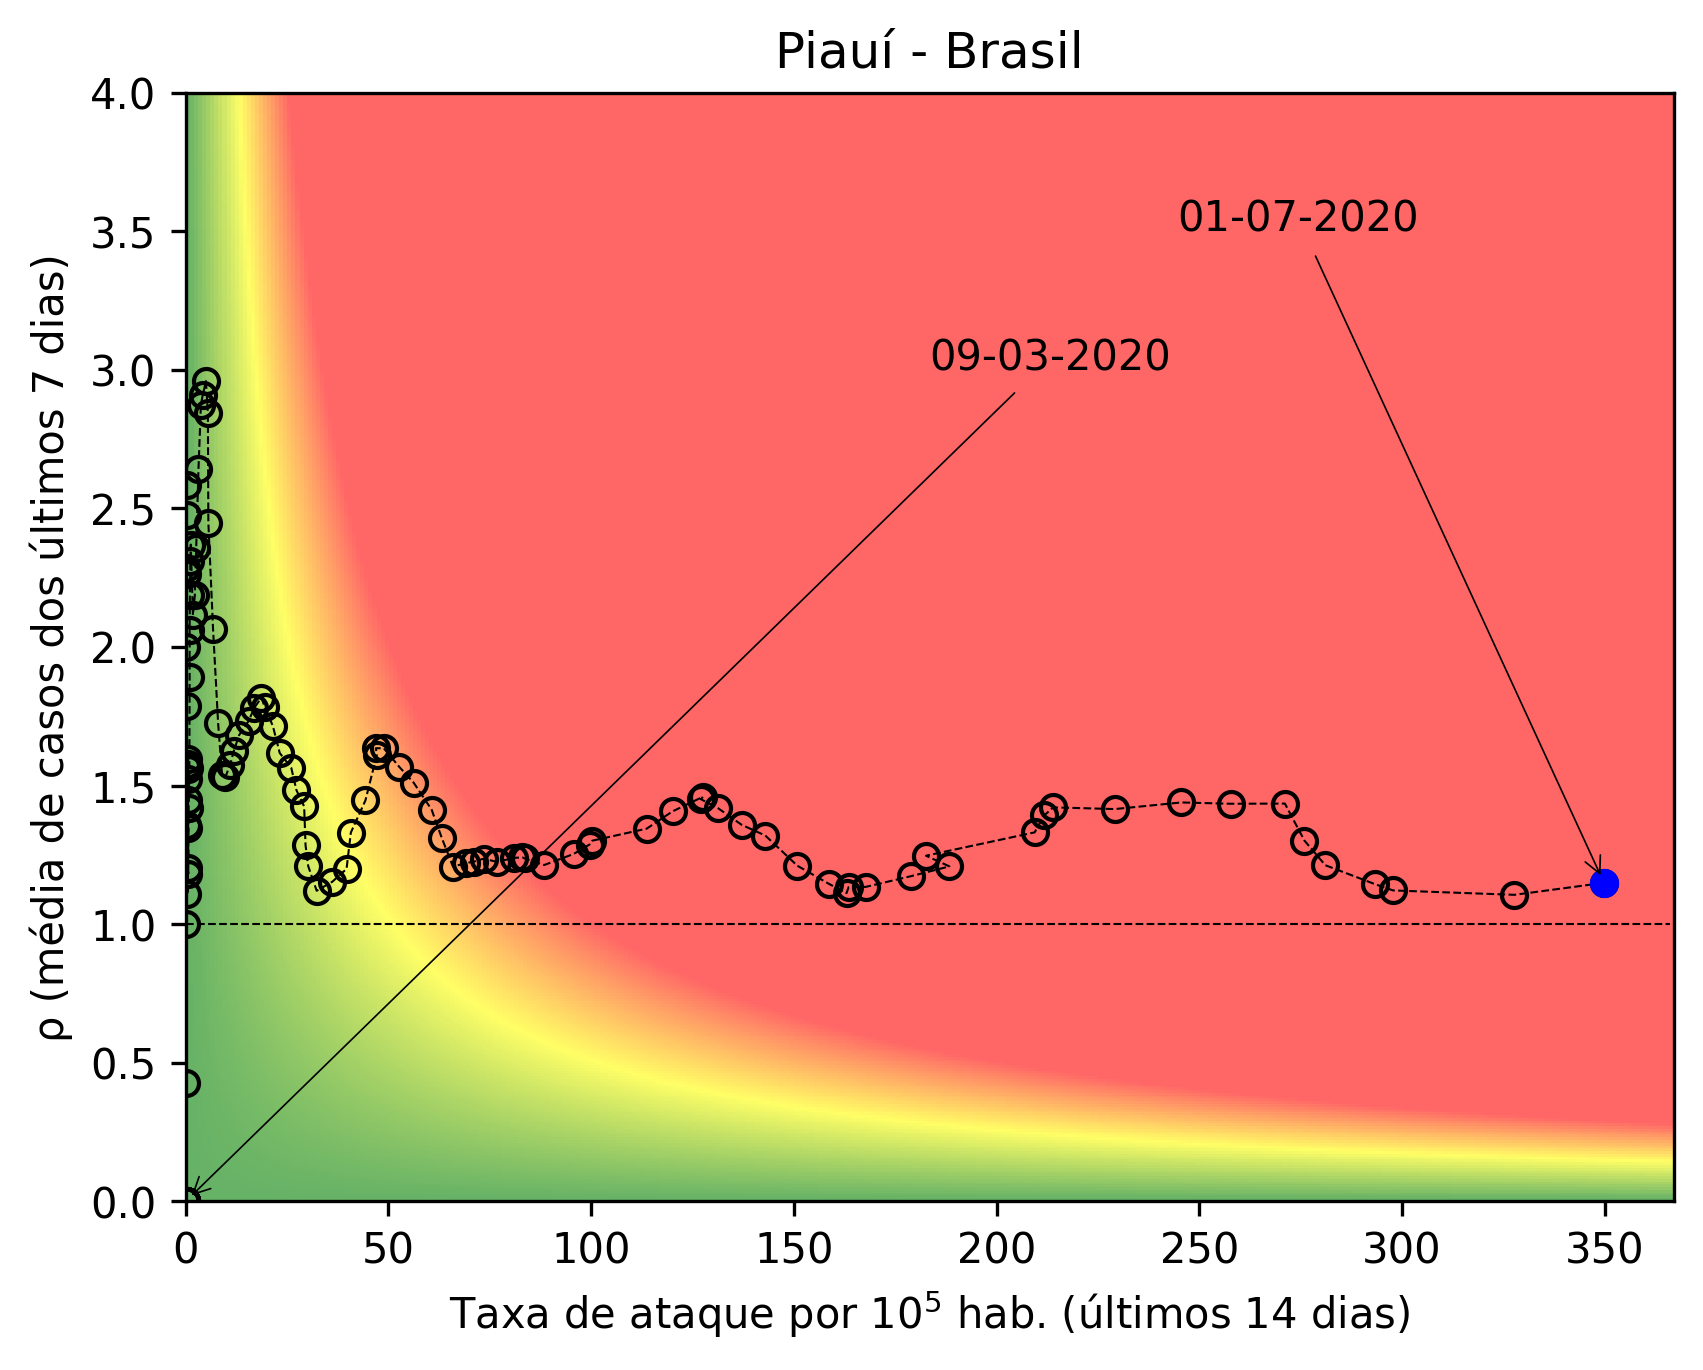 Piauí - Brasil
4.0
3.5
3.0
2.5
2.0
1.5
1.0
0.5
0.0
ρ (média de casos dos últimos 7 dias)
01-07-2020
09-03-2020
0 50 100 150 200 250 300 350
Taxa de ataque por 10⁵ hab. (últimos 14 dias)